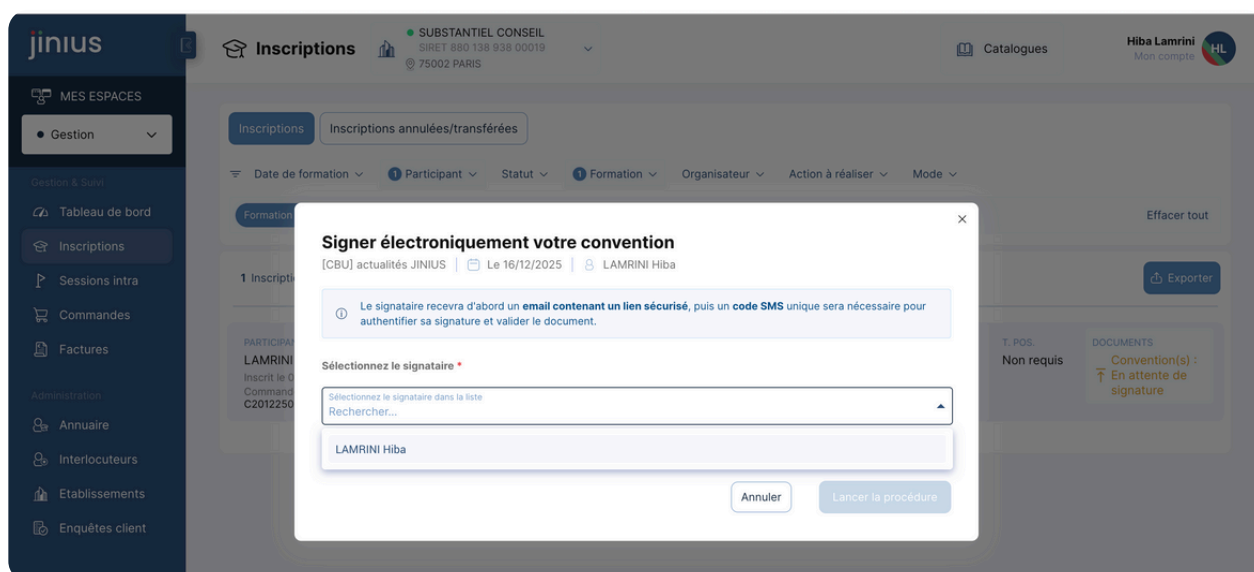 jinius
MES ESPACES
Gestion
Gestion & Suivi
Tableau de bord
Inscriptions
Sessions intra
Commandes
Factures
Administration
Annuaire
Interlocuteurs
Etablissements
Enquêtes client
Inscriptions
SUBSTANTIEL CONSEIL
SIRET 880 138 938 00019
75002 PARIS
Catalogues
Hiba Lamrini
Mon compte
HL
Inscriptions
Inscriptions annulées/transférées
Date de formation
1 Participant
Statut
1 Formation
Organisateur
Action à réaliser
Mode
Formation
Effacer tout
1
Exporter
LAMRINI
Inscrit le
C2012250
T. POS.
Non requis
DOCUMENTS
Convention(s) :
En attente de
signature
Signer électroniquement votre convention
[CBU] actualités JINIUS
Le 16/12/2025
LAMRINI Hiba
Le signataire recevra d'abord un email contenant un lien sécurisé, puis un code SMS unique sera nécessaire pour
authentifier sa signature et valider le document.
Sélectionnez le signataire *
Sélectionnez le signataire dans la liste
Rechercher...
LAMRINI Hiba
Annuler
Lancer la procédure